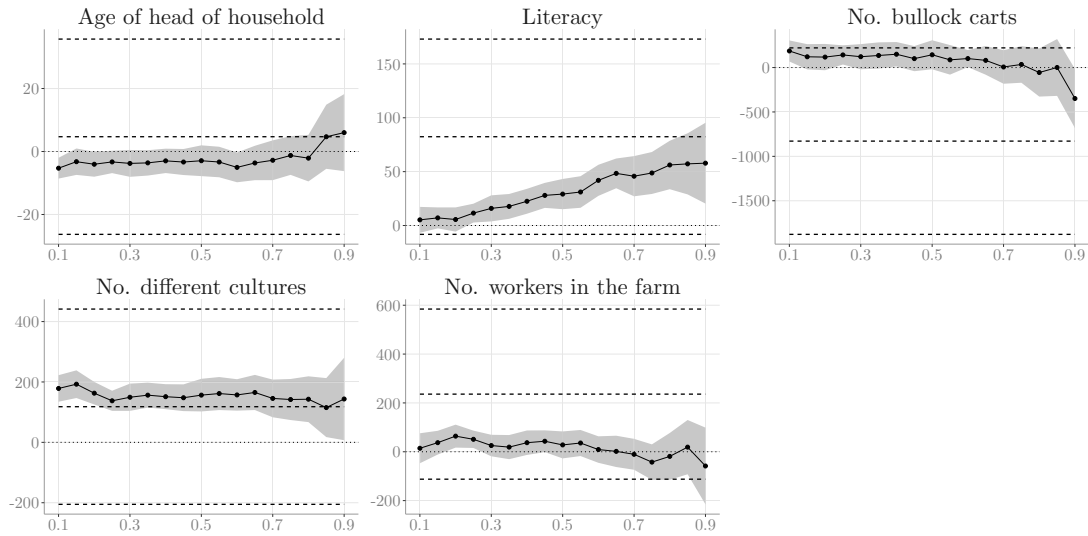 Age of head of household
20
0
-20
0.1 0.3 0.5 0.7 0.9
Literacy
150
100
50
0
0.1 0.3 0.5 0.7 0.9
No. bullock carts
0
-500
-1000
-1500
0.1 0.3 0.5 0.7 0.9
No. different cultures
400
200
0
-200
0.1 0.3 0.5 0.7 0.9
No. workers in the farm
600
400
200
0
-200
0.1 0.3 0.5 0.7 0.9